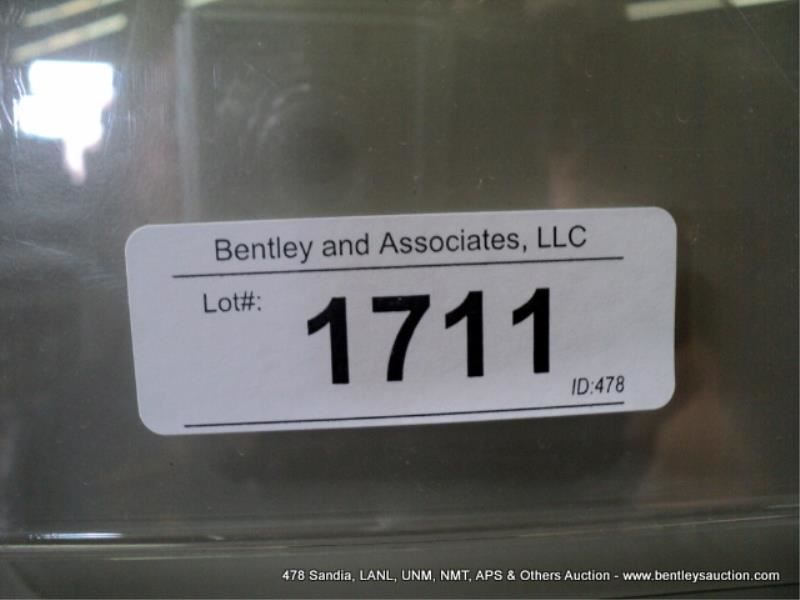 Bentley and Associates, LLC
Lot#: 1711
ID:478
478 Sandia, LANL, UNM, NMT, APS & Others Auction - www.bentleysauction.com